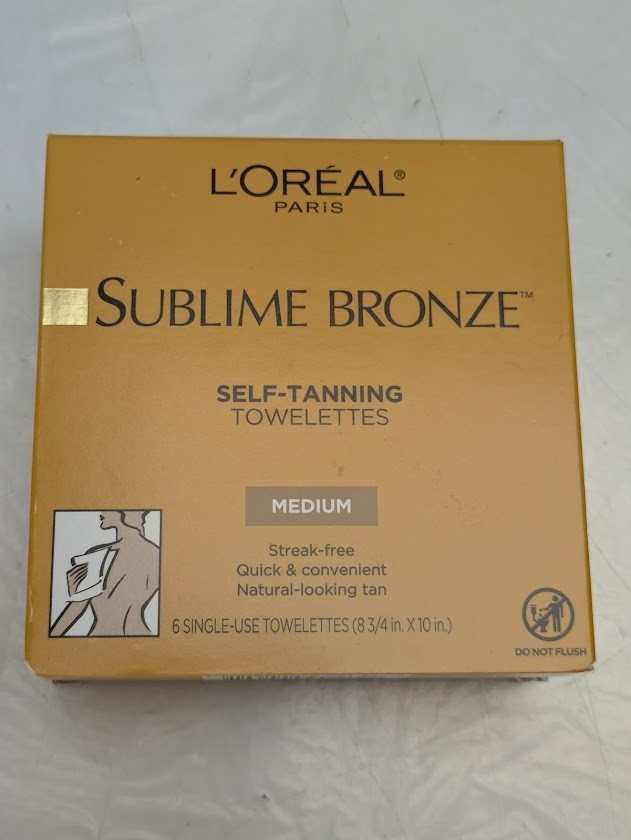 L'ORÉAL®
PARiS
SUBLIME BRONZE™
SELF-TANNING
TOWELETTES
MEDIUM
Streak-free
Quick & convenient
Natural-looking tan
6 SINGLE-USE TOWELETTES (8 3/4 in. X 10 in.)
DO NOT FLUSH